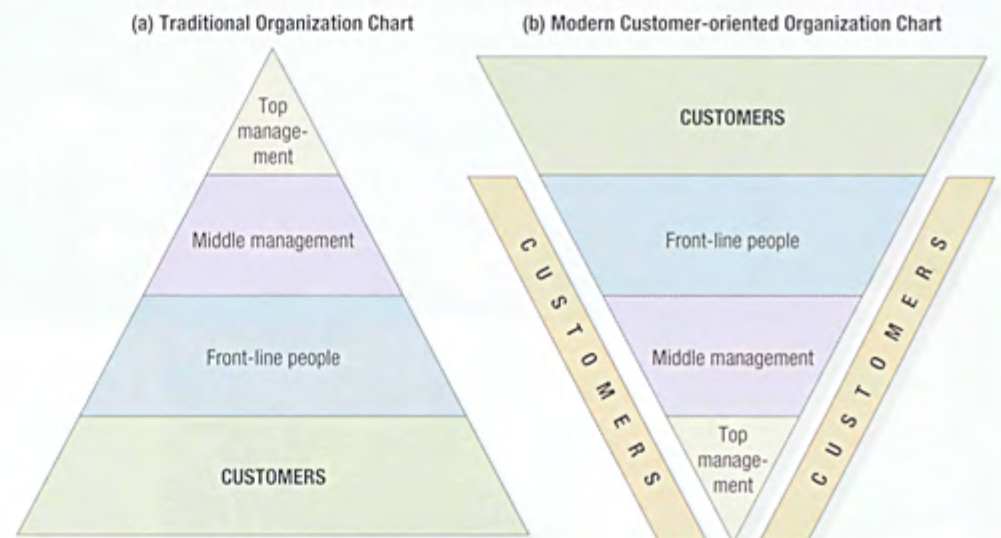 (a) Traditional Organization Chart
Top
manage-
ment
Middle management
Front-line people
CUSTOMERS
(b) Modern Customer-oriented Organization Chart
CUSTOMERS
Front-line people
Middle management
Top
manage-
ment
CUSTOMERS
CUSTOMERS